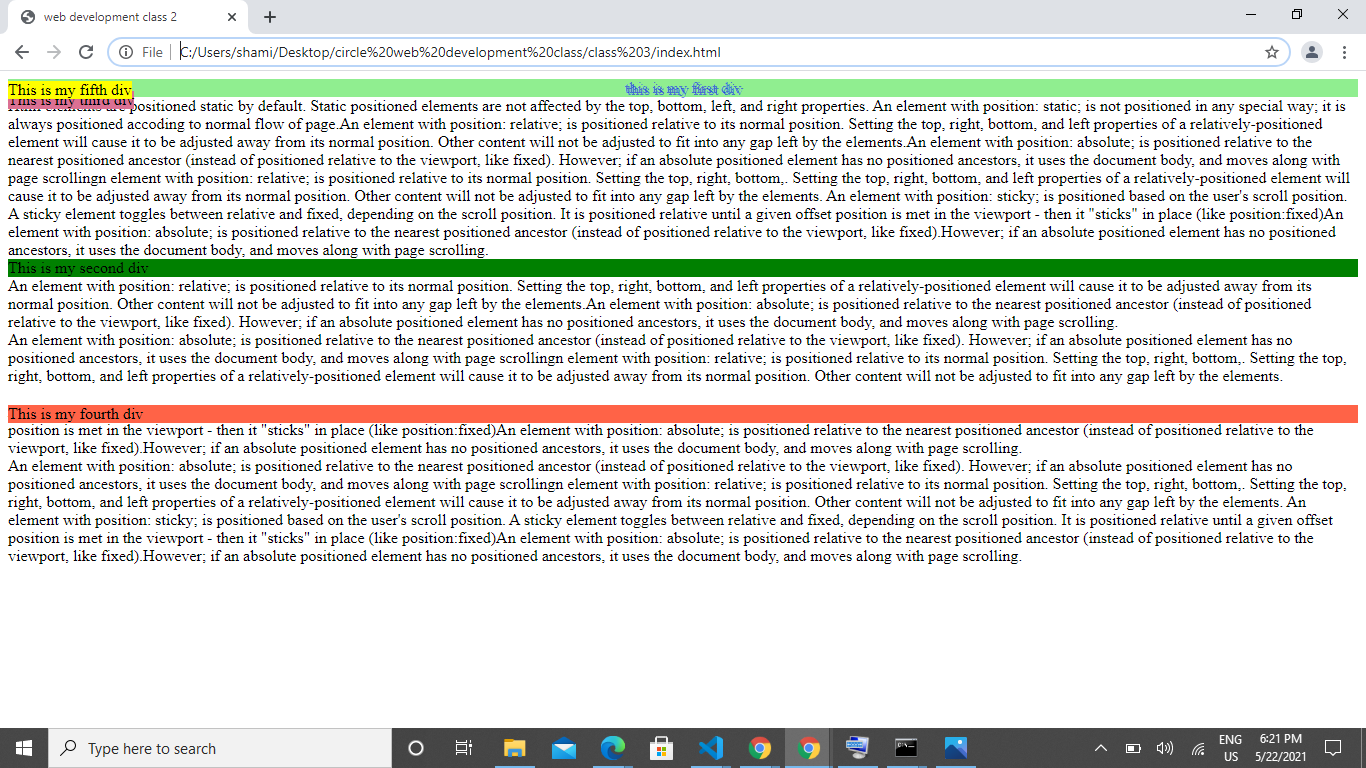 web development class 2
File
C:/Users/shami/Desktop/circle%20web%20development%20class/class%203/index.html
This is my fifth div
this is my first div
This is my third div
elements are positioned static by default. Static positioned elements are not affected by the top, bottom, left, and right properties. An element with position: static; is not positioned in any special way; it is
always positioned accoding to normal flow of page.An element with position: relative; is positioned relative to its normal position. Setting the top, right, bottom, and left properties of a relatively-positioned
element will cause it to be adjusted away from its normal position. Other content will not be adjusted to fit into any gap left by the elements.An element with position: absolute; is positioned relative to the
nearest positioned ancestor (instead of positioned relative to the viewport, like fixed). However; if an absolute positioned element has no positioned ancestors, it uses the document body, and moves along with
page scrollingn element with position: relative; is positioned relative to its normal position. Setting the top, right, bottom,. Setting the top, right, bottom, and left properties of a relatively-positioned element will
cause it to be adjusted away from its normal position. Other content will not be adjusted to fit into any gap left by the elements. An element with position: sticky; is positioned based on the user's scroll position.
A sticky element toggles between relative and fixed, depending on the scroll position. It is positioned relative until a given offset position is met in the viewport - then it "sticks" in place (like position:fixed)An
element with position: absolute; is positioned relative to the nearest positioned ancestor (instead of positioned relative to the viewport, like fixed).However; if an absolute positioned element has no positioned
ancestors, it uses the document body, and moves along with page scrolling.
This is my second div
An element with position: relative; is positioned relative to its normal position. Setting the top, right, bottom, and left properties of a relatively-positioned element will cause it to be adjusted away from its
normal position. Other content will not be adjusted to fit into any gap left by the elements.An element with position: absolute; is positioned relative to the nearest positioned ancestor (instead of positioned
relative to the viewport, like fixed). However; if an absolute positioned element has no positioned ancestors, it uses the document body, and moves along with page scrolling.
An element with position: absolute; is positioned relative to the nearest positioned ancestor (instead of positioned relative to the viewport, like fixed). However; if an absolute positioned element has no
positioned ancestors, it uses the document body, and moves along with page scrollingn element with position: relative; is positioned relative to its normal position. Setting the top, right, bottom,. Setting the top,
right, bottom, and left properties of a relatively-positioned element will cause it to be adjusted away from its normal position. Other content will not be adjusted to fit into any gap left by the elements.
This is my fourth div
position is met in the viewport - then it "sticks" in place (like position:fixed)An element with position: absolute; is positioned relative to the nearest positioned ancestor (instead of positioned relative to the
viewport, like fixed).However; if an absolute positioned element has no positioned ancestors, it uses the document body, and moves along with page scrolling.
An element with position: absolute; is positioned relative to the nearest positioned ancestor (instead of positioned relative to the viewport, like fixed). However; if an absolute positioned element has no
positioned ancestors, it uses the document body, and moves along with page scrollingn element with position: relative; is positioned relative to its normal position. Setting the top, right, bottom,. Setting the top,
right, bottom, and left properties of a relatively-positioned element will cause it to be adjusted away from its normal position. Other content will not be adjusted to fit into any gap left by the elements. An
element with position: sticky; is positioned based on the user's scroll position. A sticky element toggles between relative and fixed, depending on the scroll position. It is positioned relative until a given offset
position is met in the viewport - then it "sticks" in place (like position:fixed)An element with position: absolute; is positioned relative to the nearest positioned ancestor (instead of positioned relative to the
viewport, like fixed).However; if an absolute positioned element has no positioned ancestors, it uses the document body, and moves along with page scrolling.
Type here to search
ENG
US
6:21 PM
5/22/2021